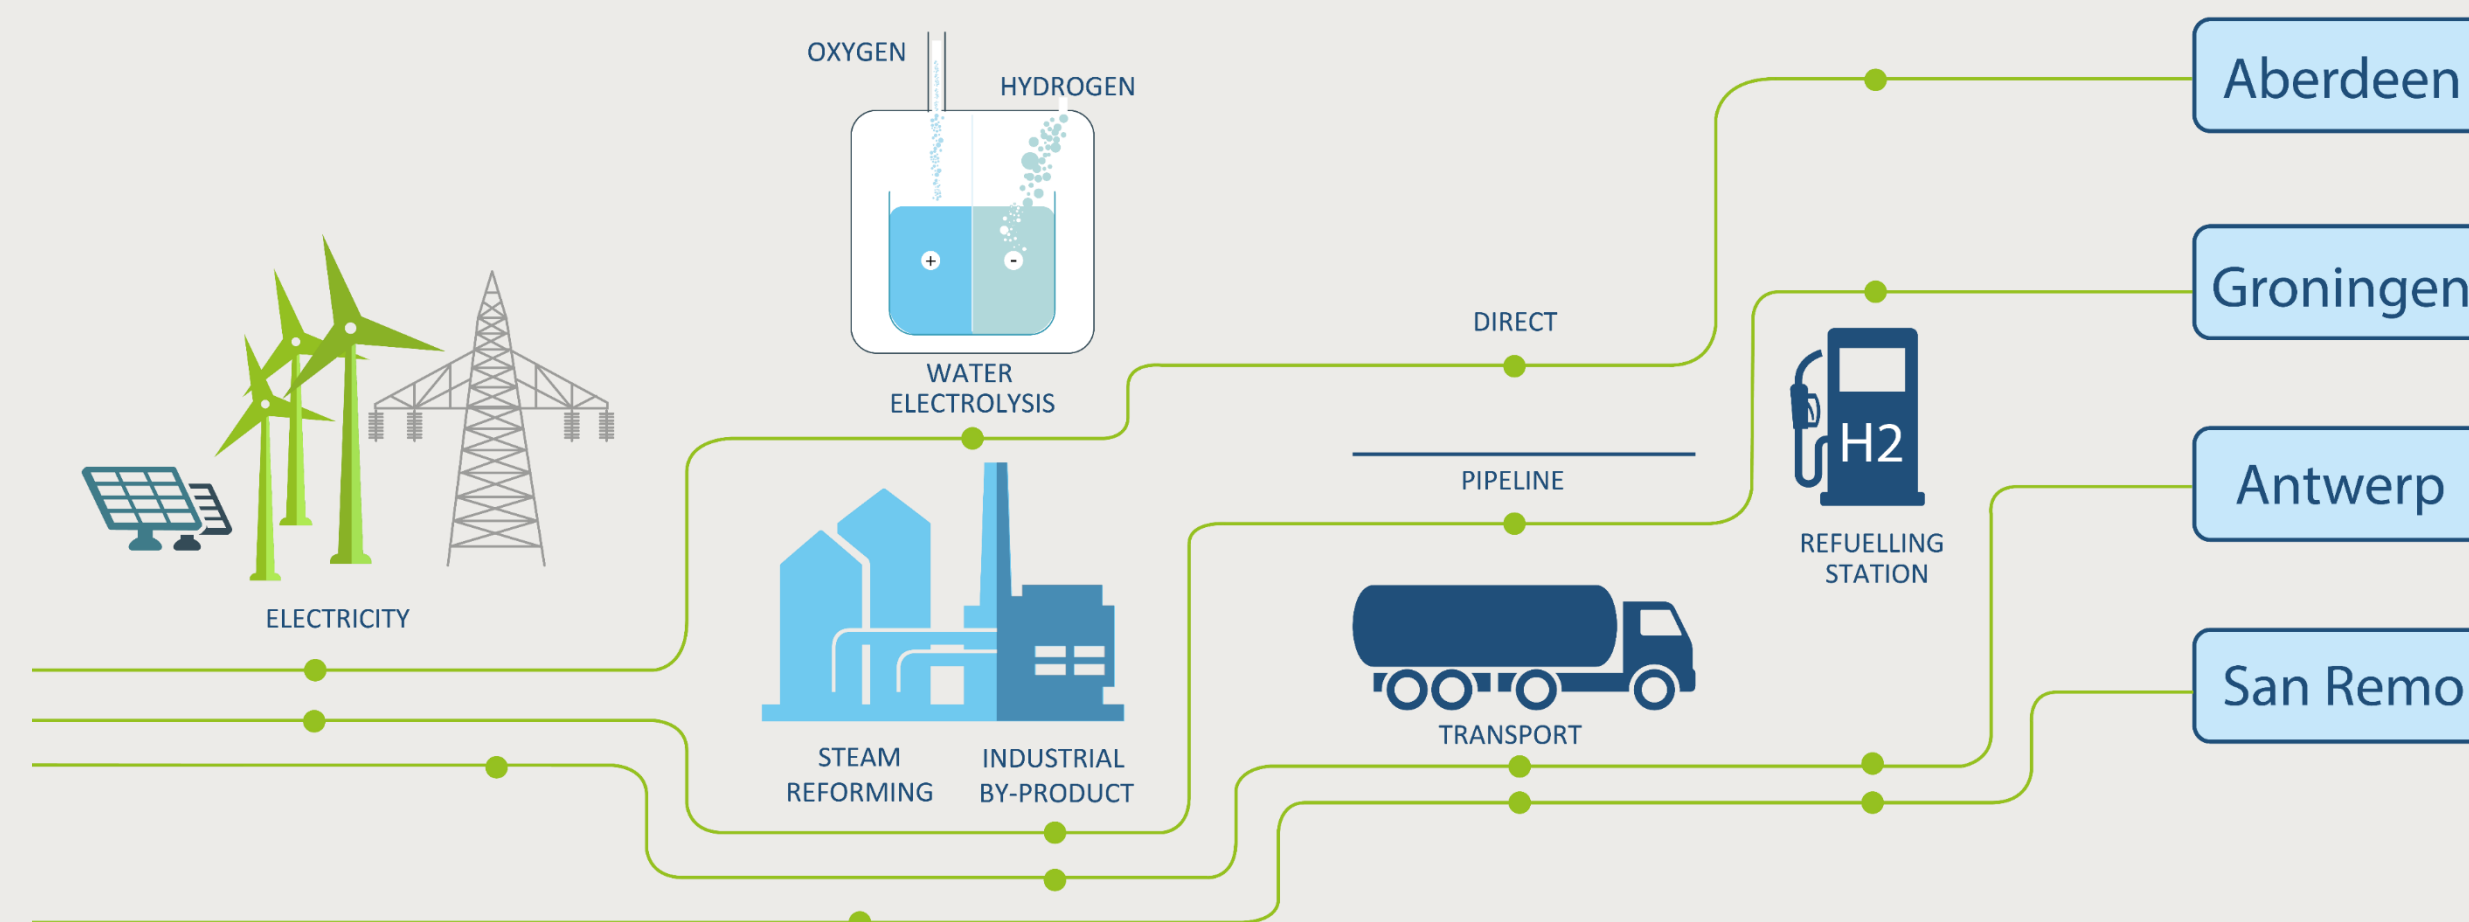 OXYGEN
HYDROGEN
+
-
WATER
ELECTROLYSIS
ELECTRICITY
STEAM
REFORMING
INDUSTRIAL
BY-PRODUCT
DIRECT
PIPELINE
TRANSPORT
H2
REFUELLING
STATION
Aberdeen
Groningen
Antwerp
San Remo